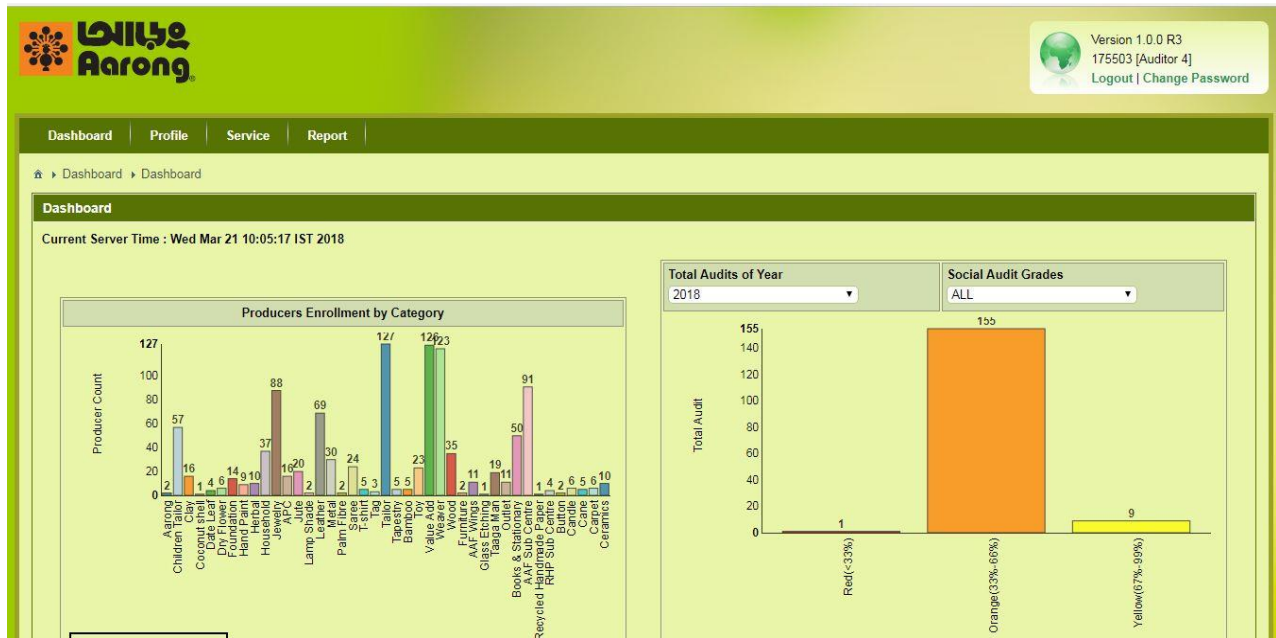 Aarong
Version 1.0.0 R3
175503 [Auditor 4]
Logout | Change Password
Dashboard Profile Service Report
Dashboard Dashboard
Dashboard
Current Server Time : Wed Mar 21 10:05:17 IST 2018
Producers Enrollment by Category
Producer Count
127
100
80
60
40
20
0
2 57 16 1 4 6 14 9 10 37 88 16 20 2 69 30 2 24 5 3 127 5 5 23 126 123 35 2 11 1 19 11 50 91 1 4 2 6 5 6 10
Aarong
Children Tailor
Clay
Coconut shell
Date Leaf
Dry Flower
Foundation
Hand Paint
Herbal
Household
Jewelry
APC
Jute
Lamp Shade
Leather
Metal
Palm Fibre
Saree
T-shirt
Tag
Tailor
Tapestry
Bamboo
Toy
Value Add
Weaver
Wood
Furniture
AAF Wings
Glass Etching
Taaga Man
Outlet
Books & Stationary
AAF Sub Centre
Recycled Handmade Paper
RHP Sub Centre
Button
Candle
Cane
Carpet
Ceramics
Total Audits of Year
2018
Social Audit Grades
ALL
Total Audit
155
140
120
100
80
60
40
20
0
1 155 9
Red(<33%)
Orange(33%-66%)
Yellow(67%-99%)